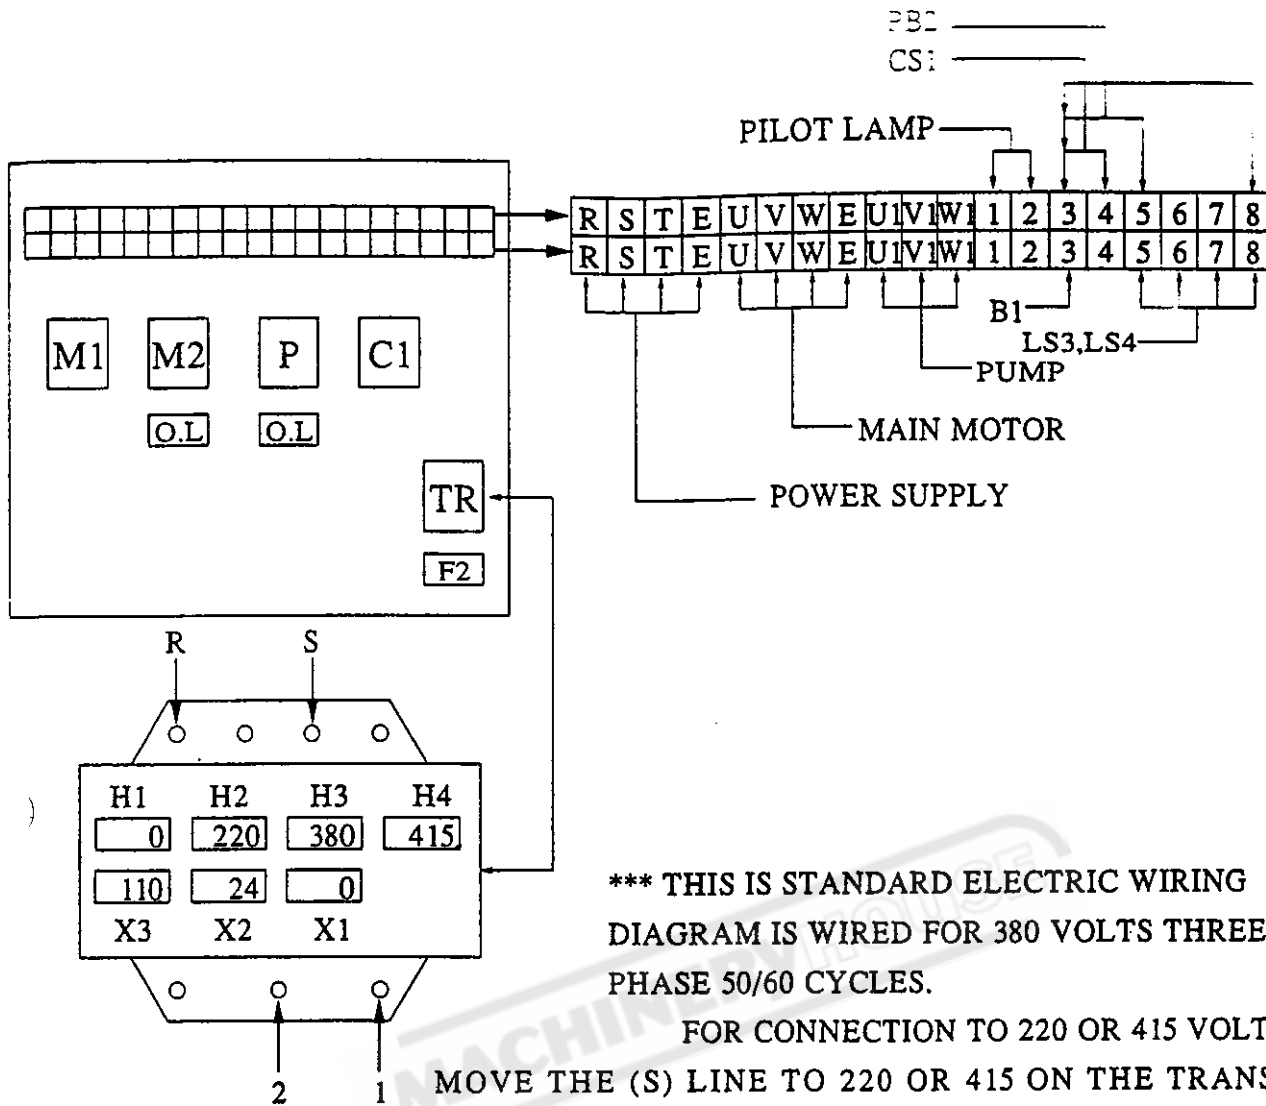 PB2
CS1
PILOT LAMP
R S T E U V W E U1 V1 W1 1 2 3 4 5 6 7 8
R S T E U V W E U1 V1 W1 1 2 3 4 5 6 7 8
B1
LS3,LS4
PUMP
MAIN MOTOR
POWER SUPPLY
M1 M2 P C1
O.L O.L
TR
F2
R S
H1 H2 H3 H4
0 220 380 415
110 24 0
X3 X2 X1
2 1
*** THIS IS STANDARD ELECTRIC WIRING
DIAGRAM IS WIRED FOR 380 VOLTS THREE
PHASE 50/60 CYCLES.
FOR CONNECTION TO 220 OR 415 VOLT
MOVE THE (S) LINE TO 220 OR 415 ON THE TRANS
MACHINERYHOUSE